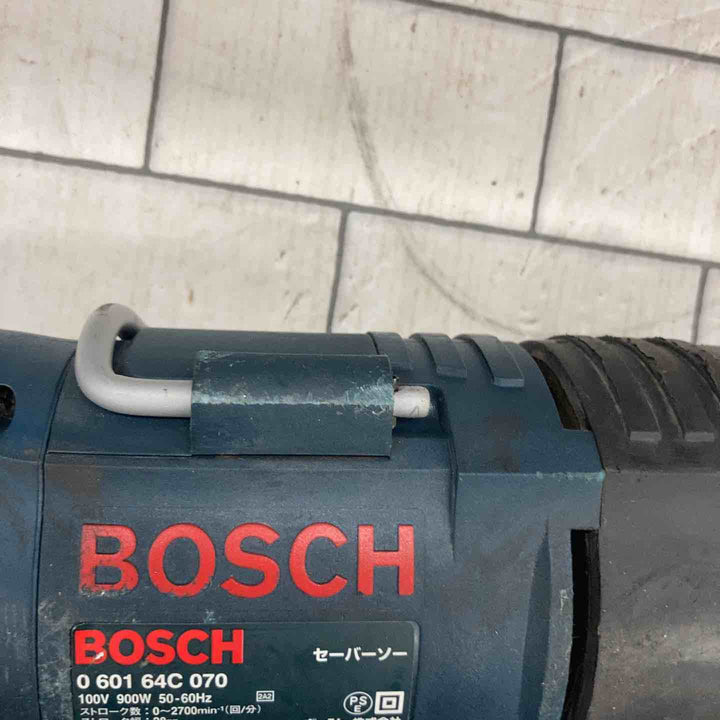 BOSCH
BOSCH セーバーソー
0 601 64C 070
100V 900W 50-60Hz 2A2
ストローク数:0~2700min⁻¹(回/分)
PSE